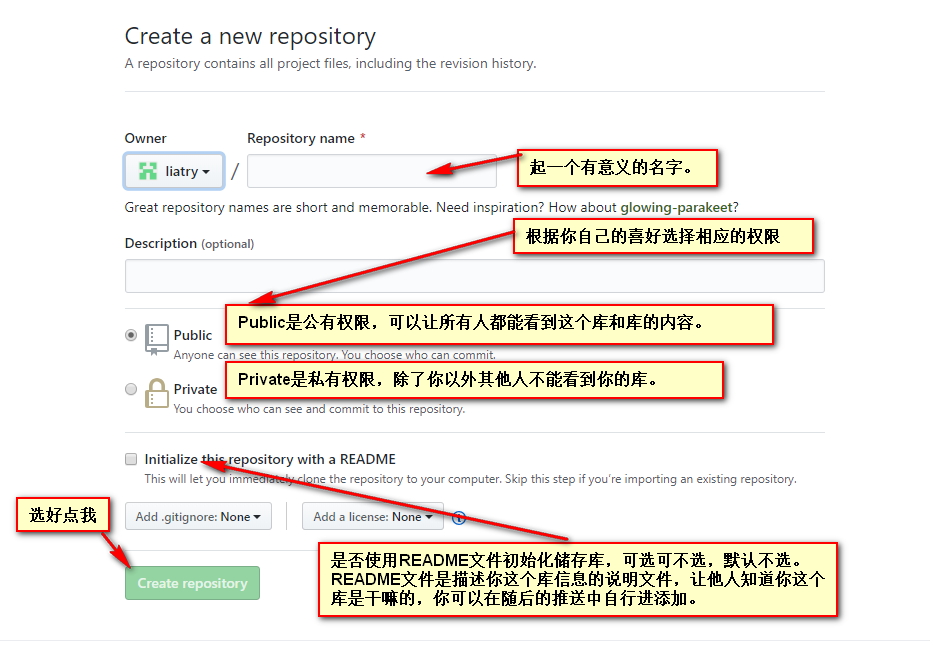 Create a new repository
A repository contains all project files, including the revision history.
Owner
Repository name *
liatry
/
起一个有意义的名字。
Great repository names are short and memorable. Need inspiration? How about glowing-parakeet?
根据你自己的喜好选择相应的权限
Description (optional)
Public是公有权限，可以让所有人都能看到这个库和库的内容。
Public
Anyone can see this repository. You choose who can commit.
Private是私有权限，除了你以外其他人不能看到你的库。
Private
You choose who can see and commit to this repository.
Initialize this repository with a README
This will let you immediately clone the repository to your computer. Skip this step if you're importing an existing repository.
选好点我
Add .gitignore: None
Add a license: None
是否使用README文件初始化储存库，可选可不选，默认不选。
README文件是描述你这个库信息的说明文件，让他人知道你这个
库是干嘛的，你可以在随后的推送中自行进添加。
Create repository